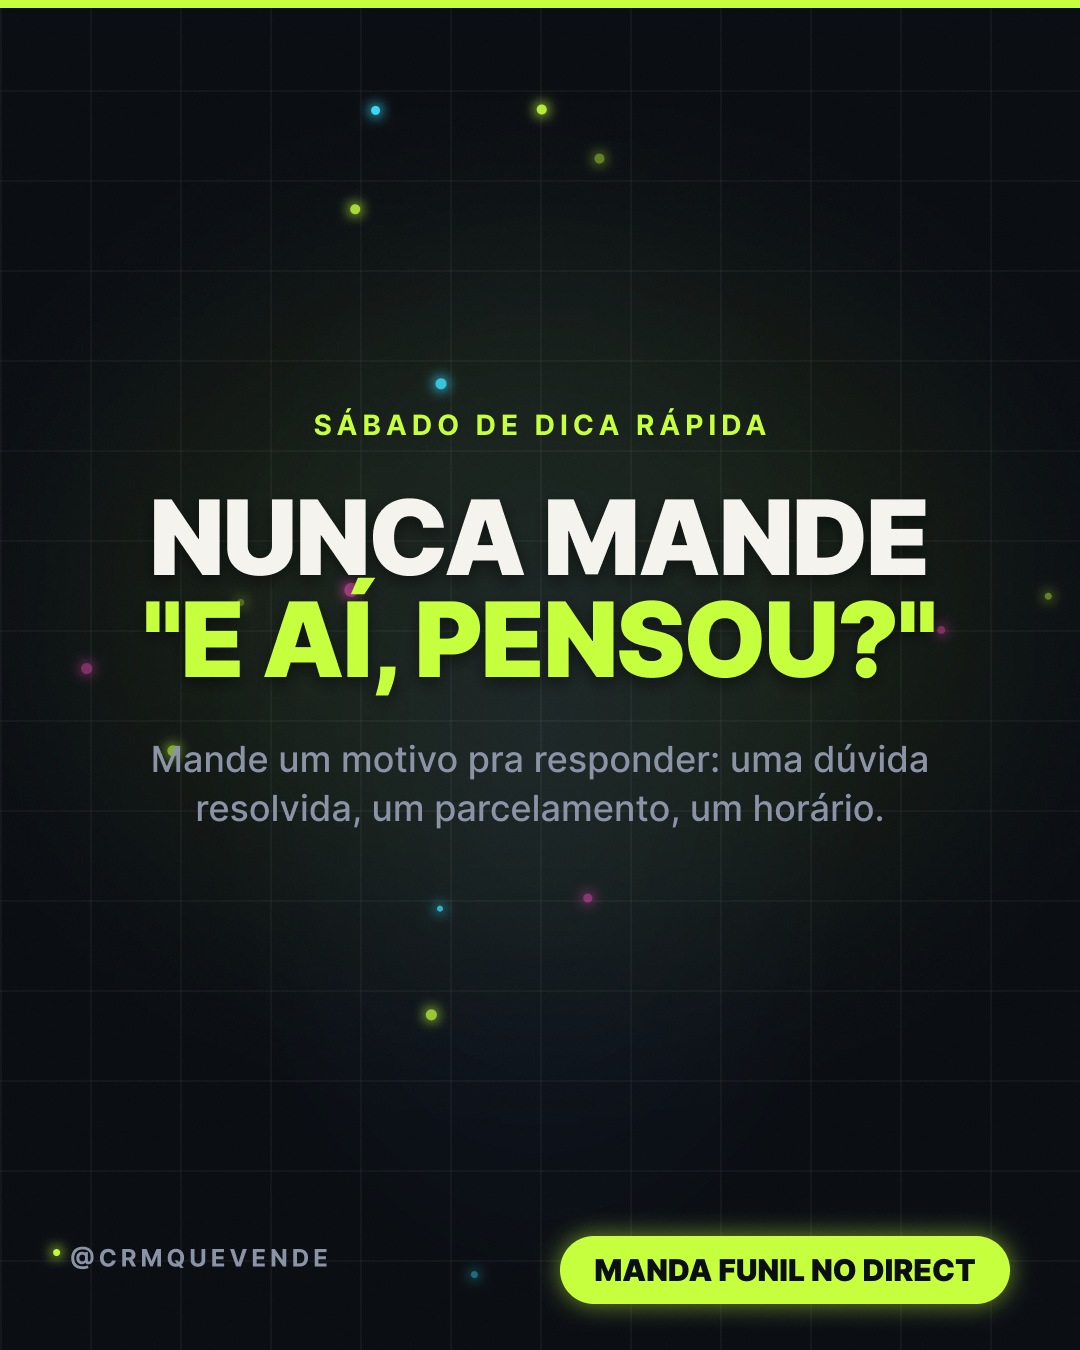 SÁBADO DE DICA RÁPIDA
NUNCA MANDE
"E AÍ, PENSOU?"
Mande um motivo pra responder: uma dúvida
resolvida, um parcelamento, um horário.
@CRMQUEVENDE
MANDA FUNIL NO DIRECT